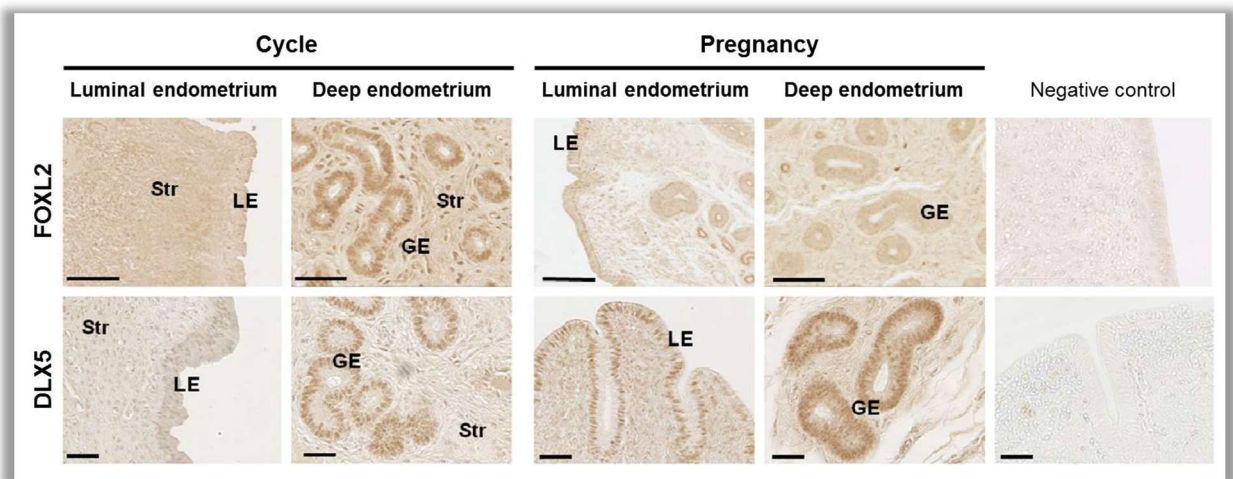 Cycle Pregnancy
Luminal endometrium Deep endometrium Luminal endometrium Deep endometrium Negative control
FOXL2
Str LE
Str GE
LE
GE
DLX5
Str LE
GE Str
LE
GE